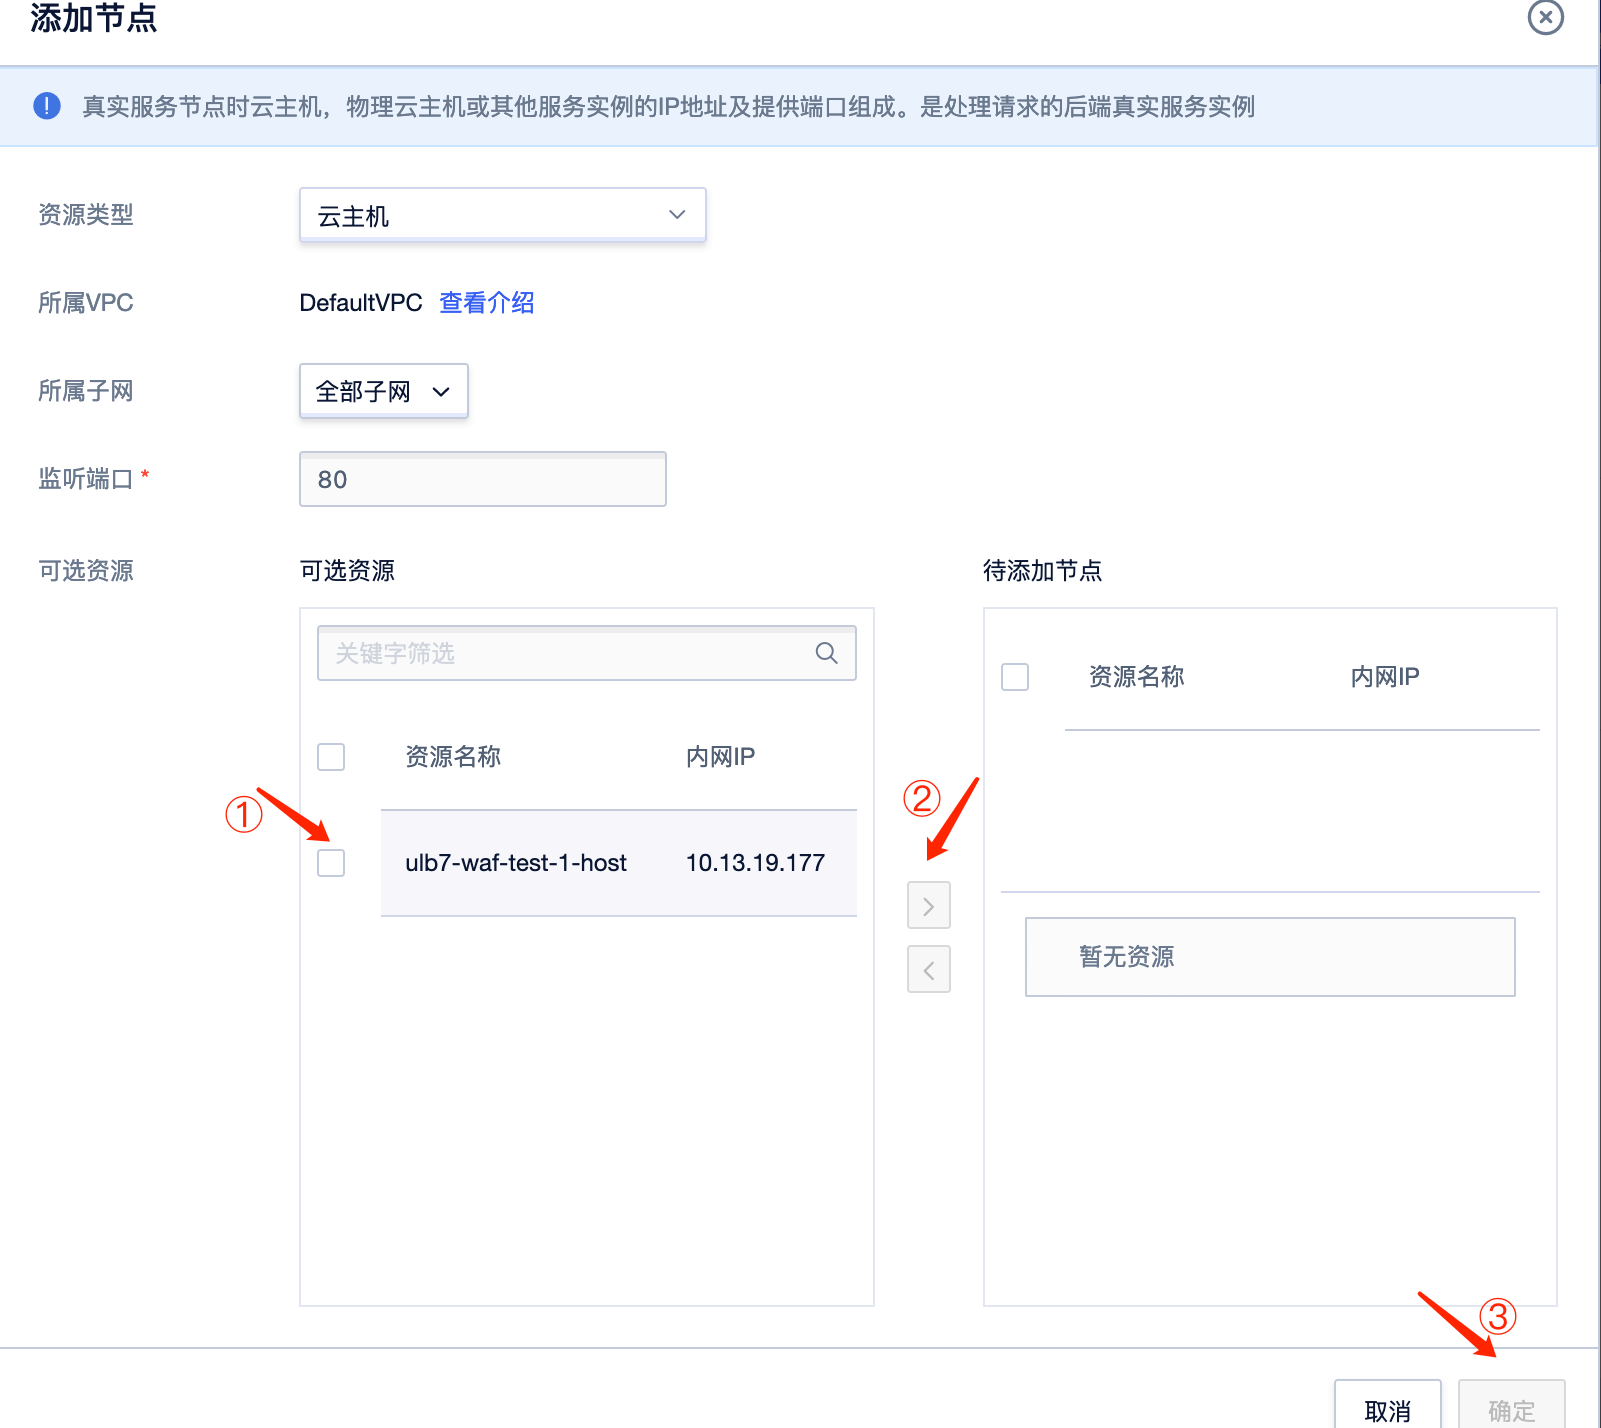 添加节点
真实服务节点时云主机，物理云主机或其他服务实例的IP地址及提供端口组成。是处理请求的后端真实服务实例
资源类型 云主机
所属VPC DefaultVPC 查看介绍
所属子网 全部子网
监听端口 * 80
可选资源 可选资源 待添加节点
关键字筛选
资源名称 内网IP
资源名称 内网IP
① ②
ulb7-waf-test-1-host 10.13.19.177
暂无资源
③
取消 确定